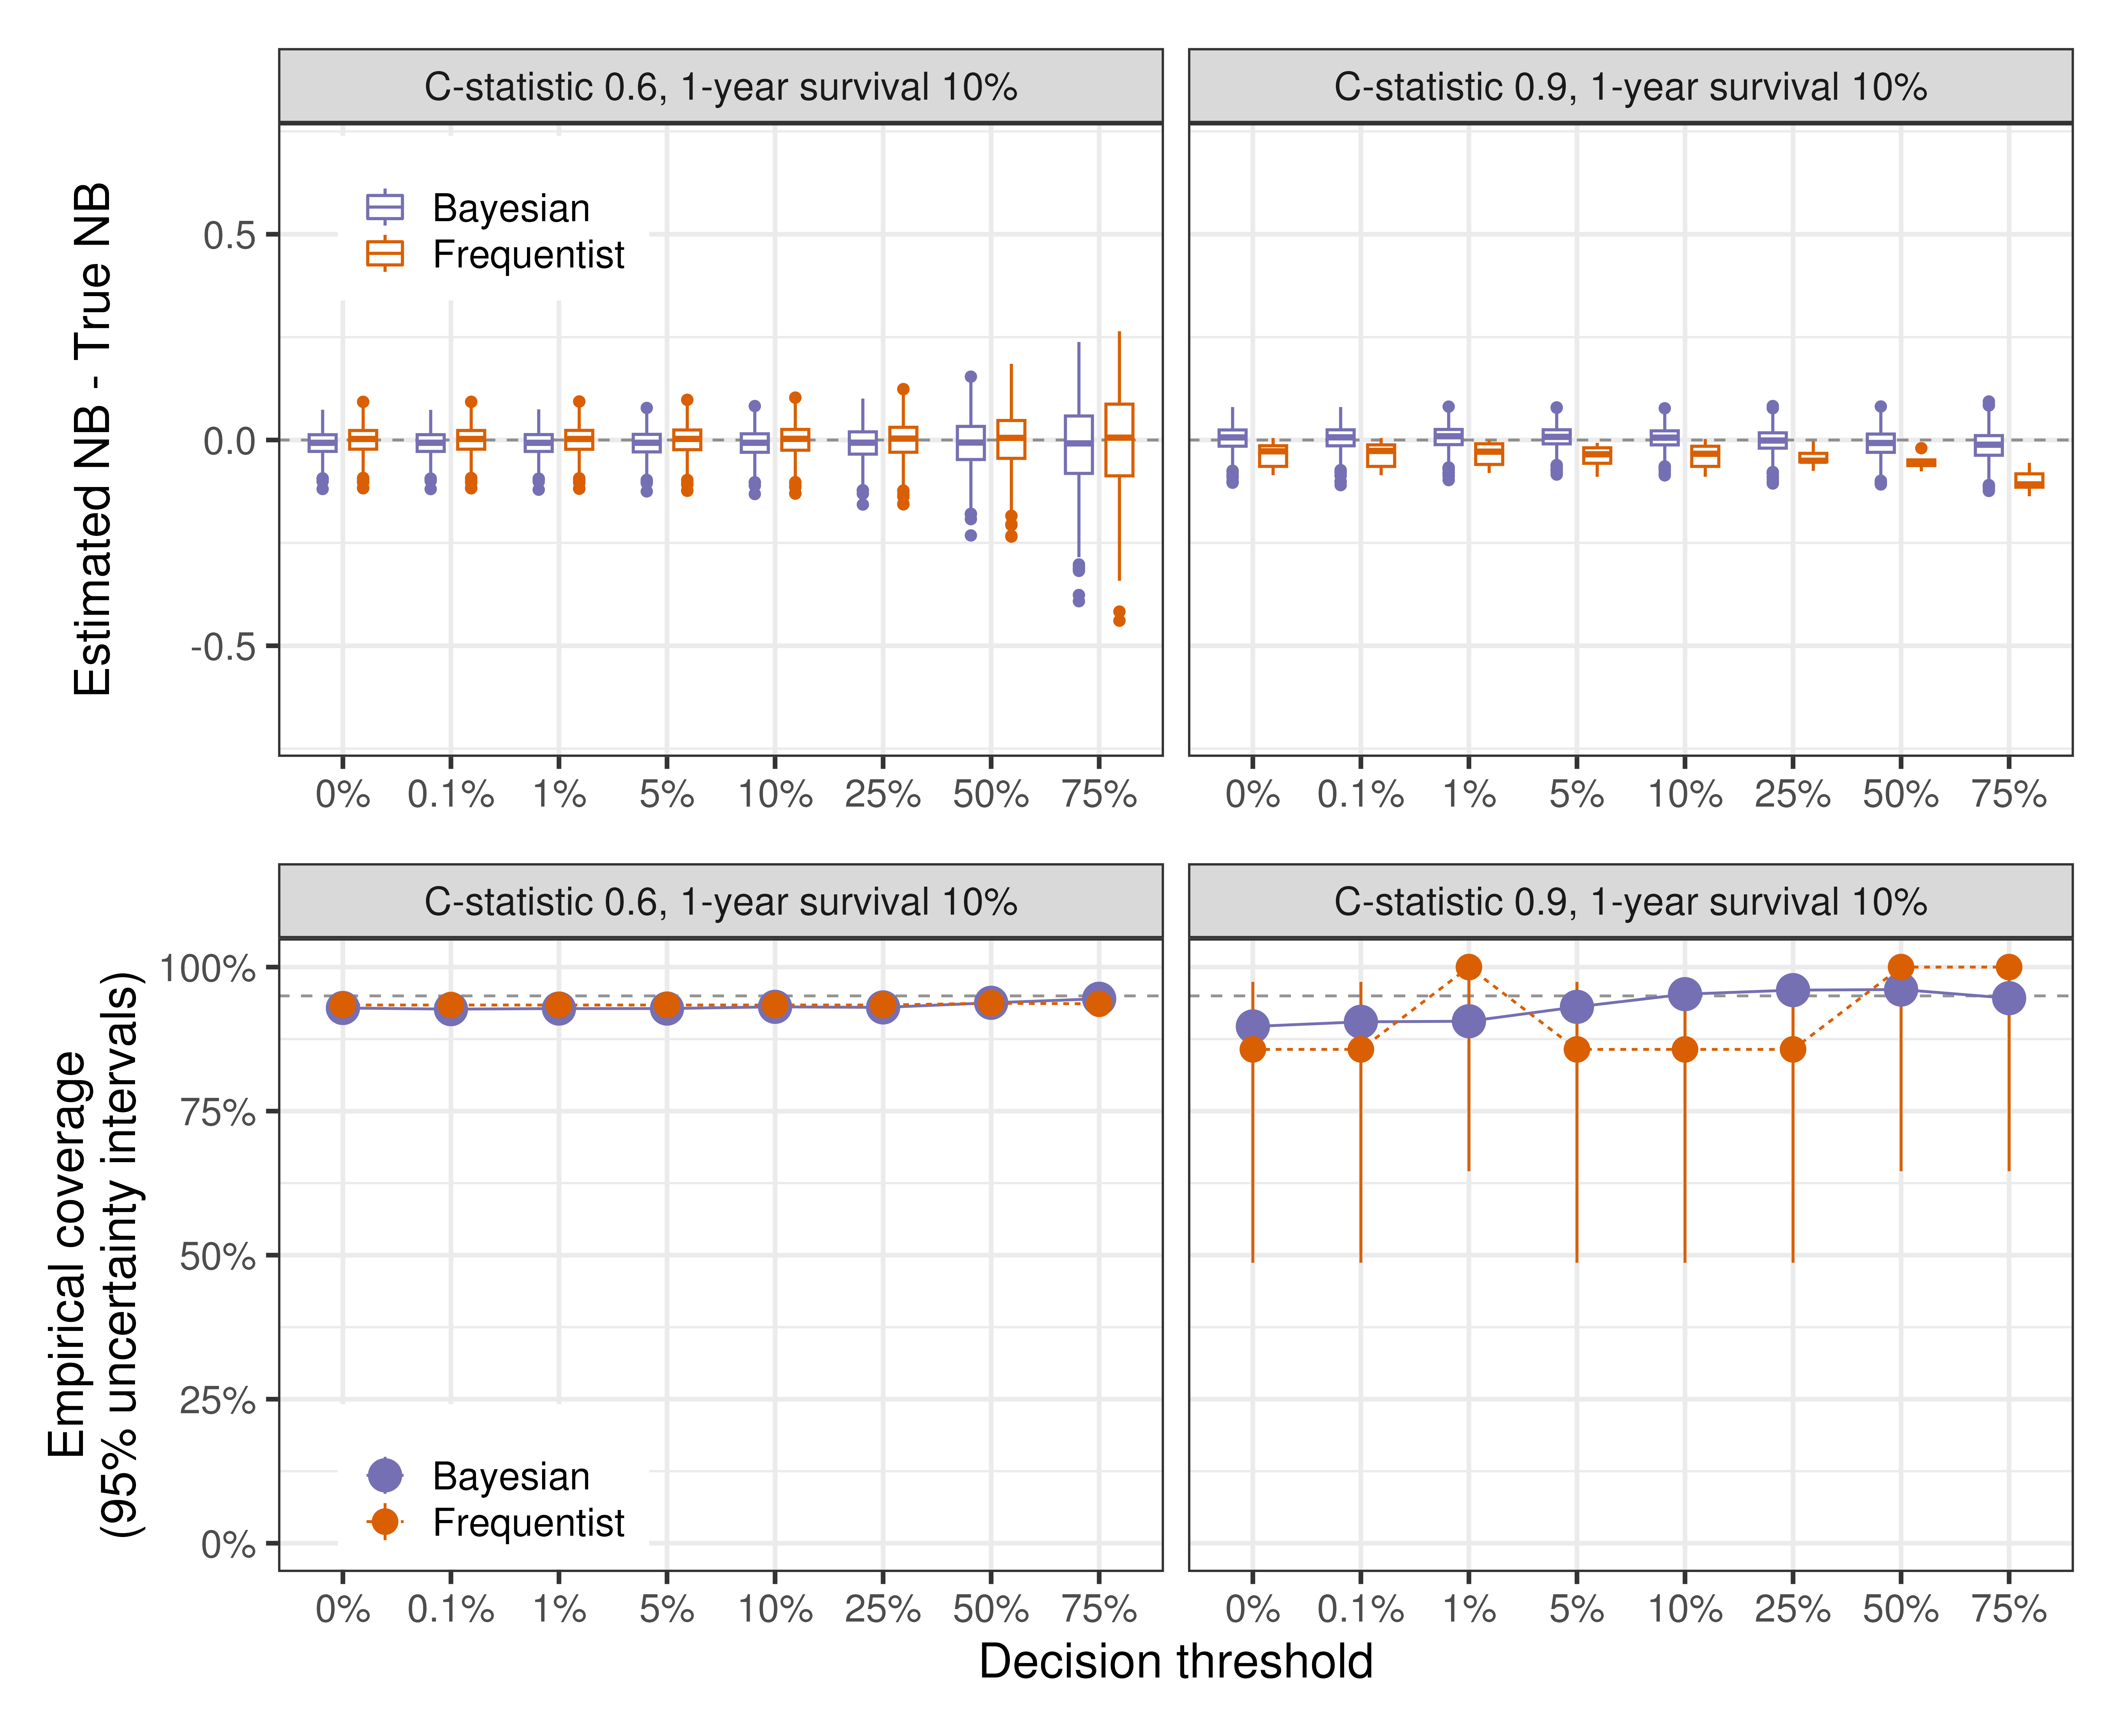 C-statistic 0.6, 1-year survival 10%
C-statistic 0.9, 1-year survival 10%
Estimated NB - True NB
0.5
0.0
-0.5
Bayesian
Frequentist
0% 0.1% 1% 5% 10% 25% 50% 75%
0% 0.1% 1% 5% 10% 25% 50% 75%
C-statistic 0.6, 1-year survival 10%
C-statistic 0.9, 1-year survival 10%
Empirical coverage
(95% uncertainty intervals)
100%
75%
50%
25%
0%
Bayesian
Frequentist
0% 0.1% 1% 5% 10% 25% 50% 75%
0% 0.1% 1% 5% 10% 25% 50% 75%
Decision threshold